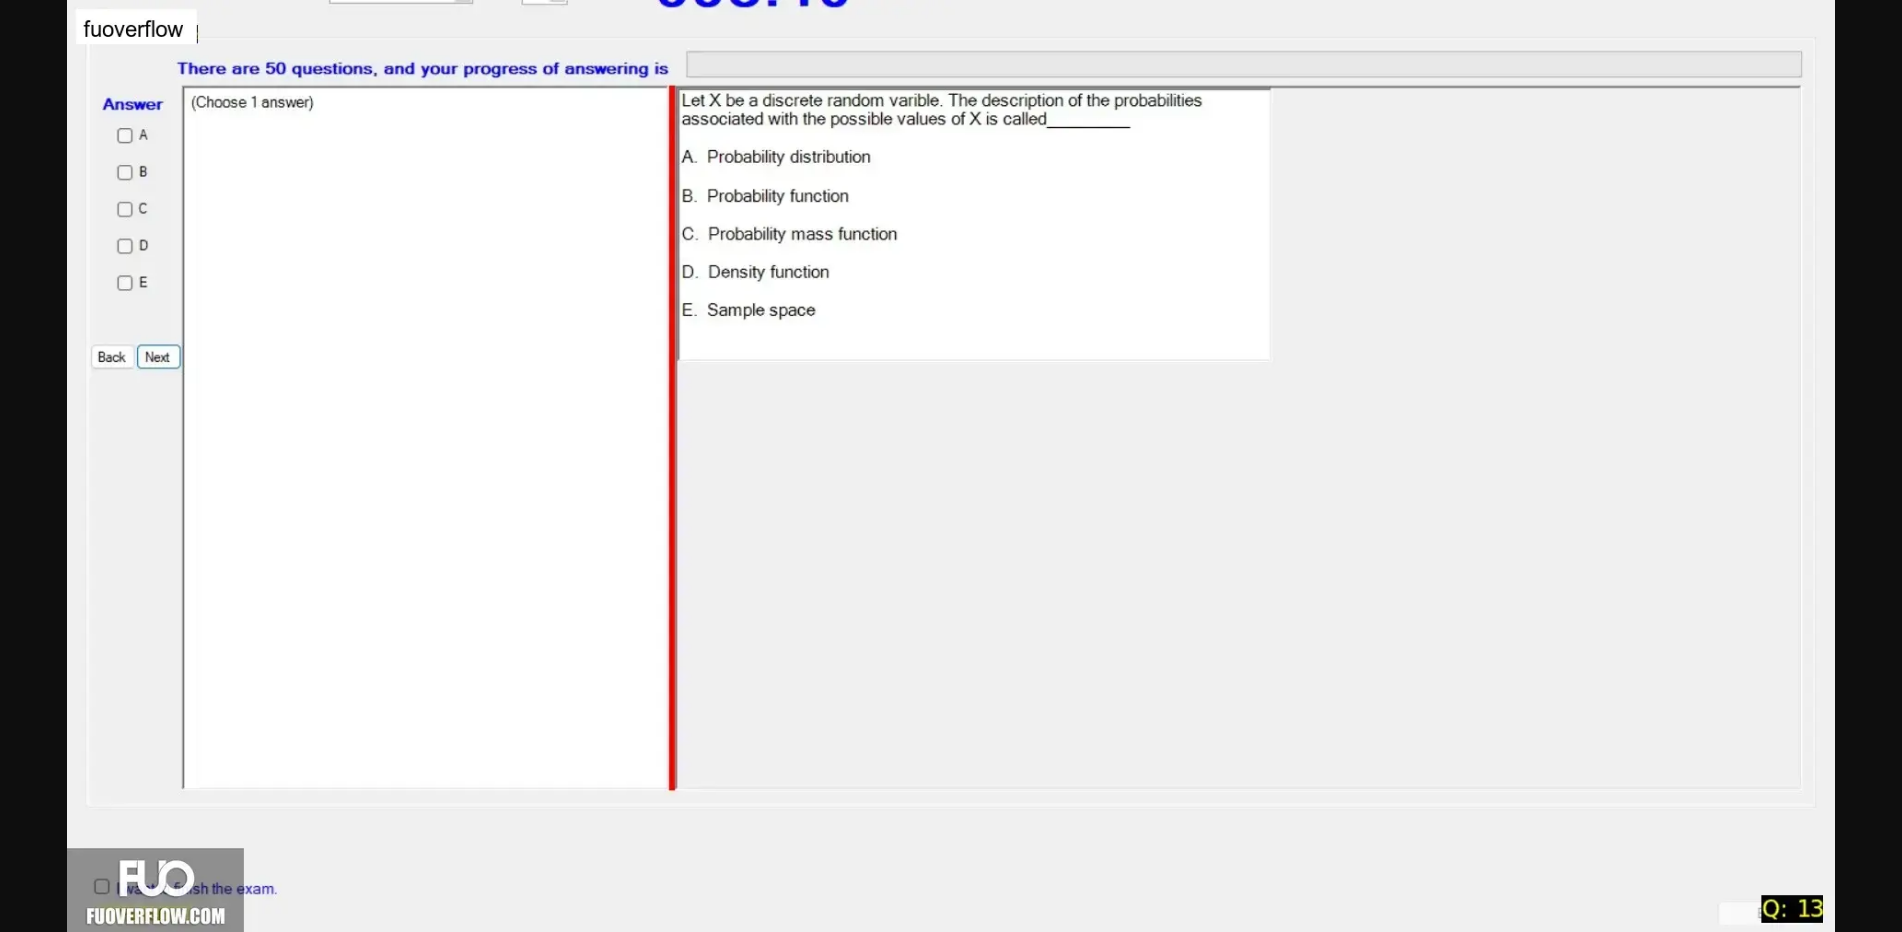 fuoverflow
There are 50 questions, and your progress of answering is
Answer
(Choose 1 answer)
A
B
C
D
E
Back Next
Let X be a discrete random varible. The description of the probabilities
associated with the possible values of X is called_________
A. Probability distribution
B. Probability function
C. Probability mass function
D. Density function
E. Sample space
FUO
the exam.
FUOVERFLOW.COM
Q: 13